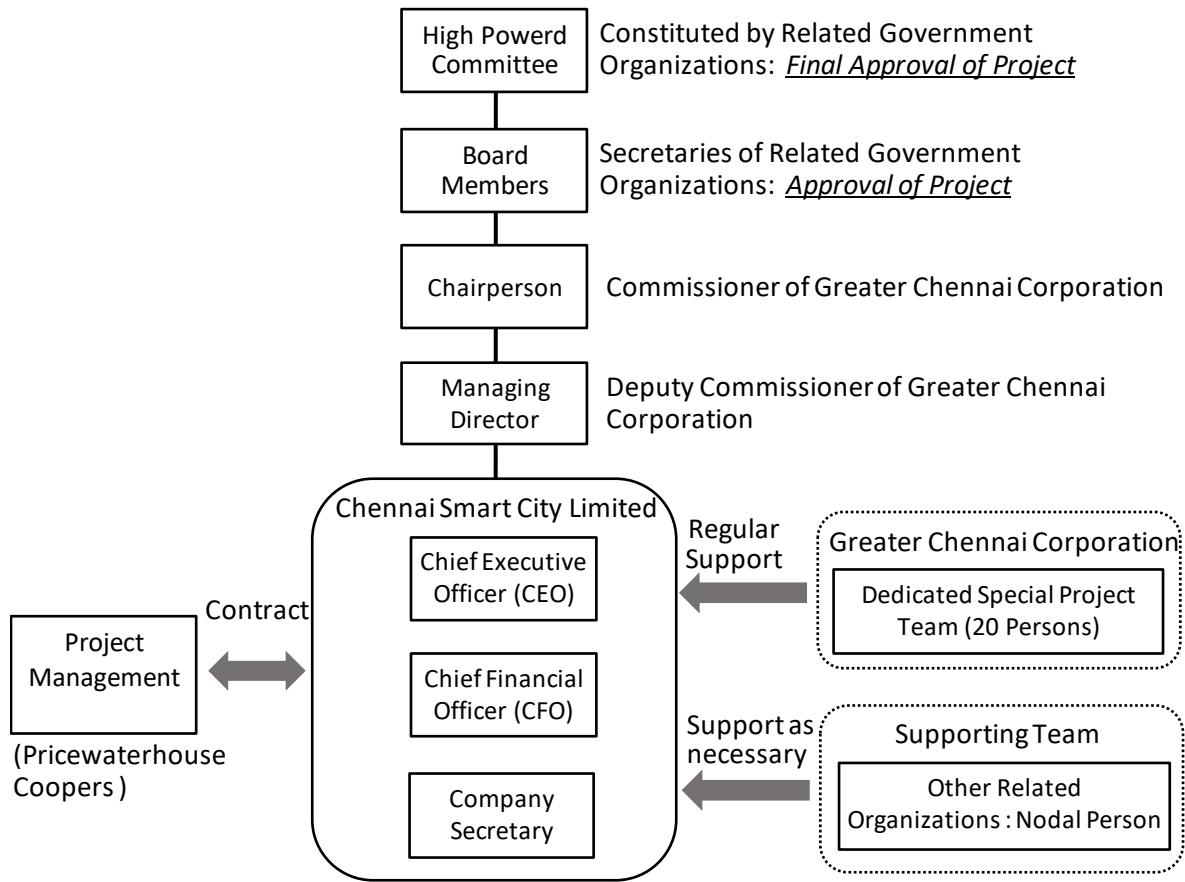 High Powerd
Committee
Constituted by Related Government
Organizations: Final Approval of Project
Board
Members
Secretaries of Related Government
Organizations: Approval of Project
Chairperson
Commissioner of Greater Chennai Corporation
Managing
Director
Deputy Commissioner of Greater Chennai
Corporation
Chennai Smart City Limited
Chief Executive
Officer (CEO)
Chief Financial
Officer (CFO)
Company
Secretary
Contract
Project
Management
(Pricewaterhouse
Coopers )
Regular
Support
Greater Chennai Corporation
Dedicated Special Project
Team (20 Persons)
Support as
necessary
Supporting Team
Other Related
Organizations : Nodal Person